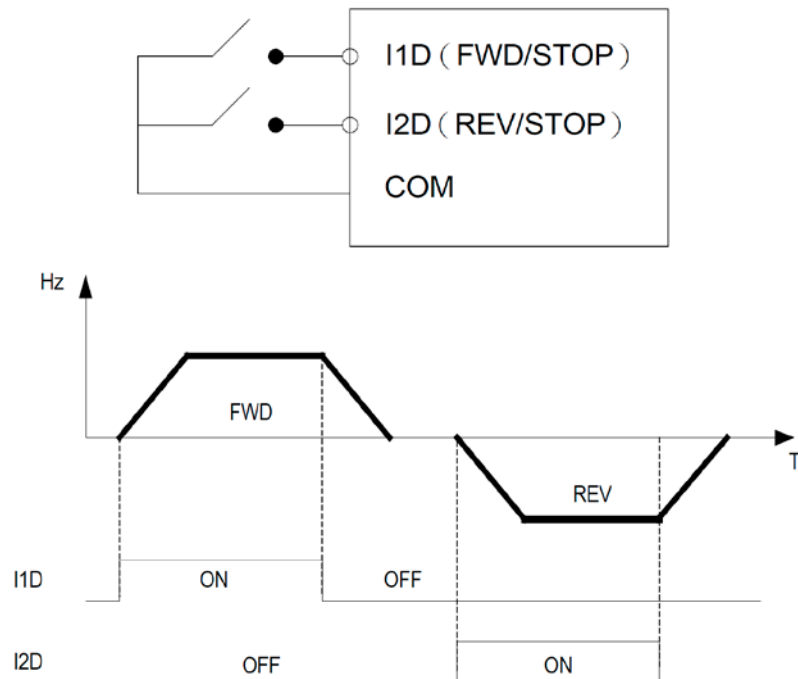 I1D（FWD/STOP）
I2D（REV/STOP）
COM
Hz
FWD
T
REV
I1D ON OFF
I2D OFF ON